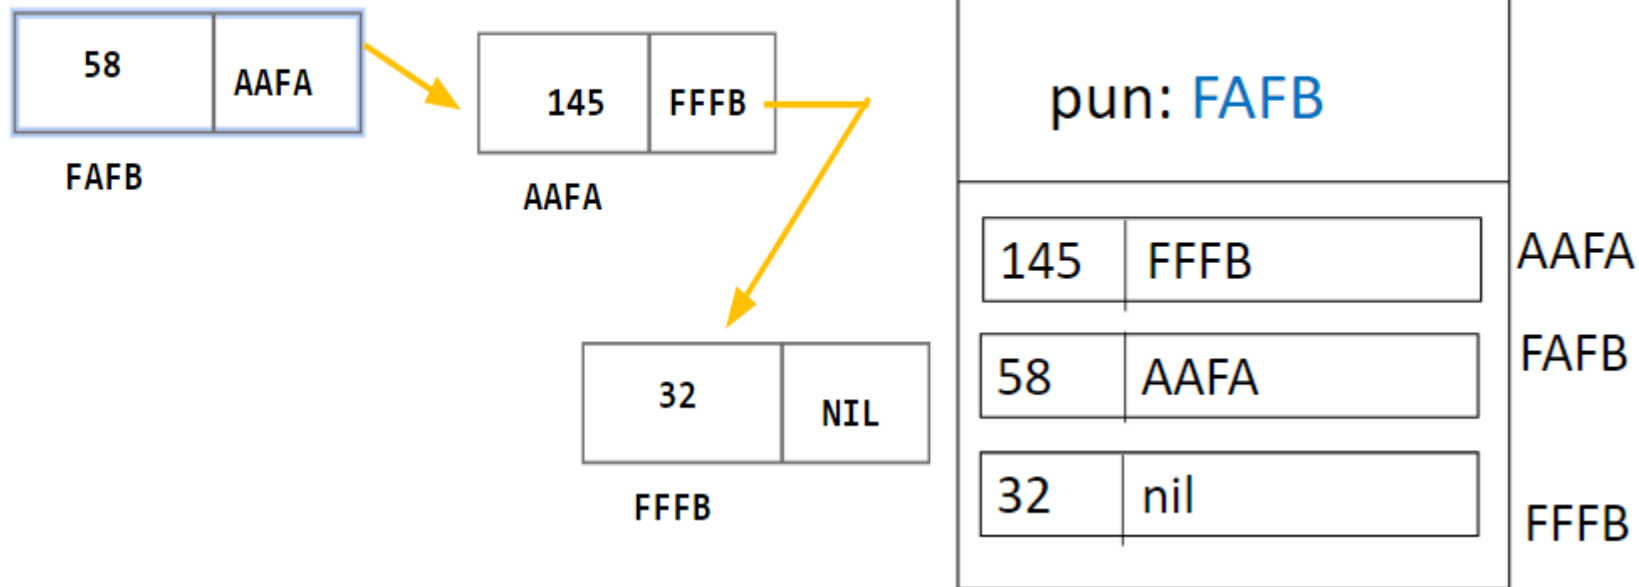 58 AAFA
FAFB
145 FFFB
AAFA
32 NIL
FFFB
pun: FAFB
145 FFFB AAFA
58 AAFA FAFB
32 nil FFFB